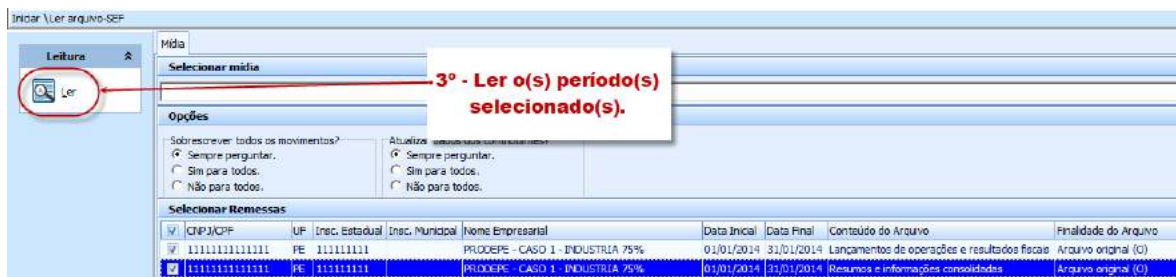 Iniciar \Ler arquivo-SEF
Leitura
Ler
Mídia
Selecionar mídia
3º - Ler o(s) período(s)
selecionado(s).
Opções
Sobrescrever todos os movimentos?
Atualizar dados dos contribuintes?
Sempre perguntar.
Sempre perguntar.
Sim para todos.
Sim para todos.
Não para todos.
Não para todos.
Selecionar Remessas
CNPJ/CPF UF Insc. Estadual Insc. Municipal Nome Empresarial Data Inicial Data Final Conteúdo do Arquivo Finalidade do Arquivo
11111111111111 PE 111111111 PRODEPE - CASO 1 - INDUSTRIA 75% 01/01/2014 31/01/2014 Lançamentos de operações e resultados fiscais Arquivo original (O)
11111111111111 PE 111111111 PRODEPE - CASO 1 - INDUSTRIA 75% 01/01/2014 31/01/2014 Resumos e informações consolidadas Arquivo original (O)